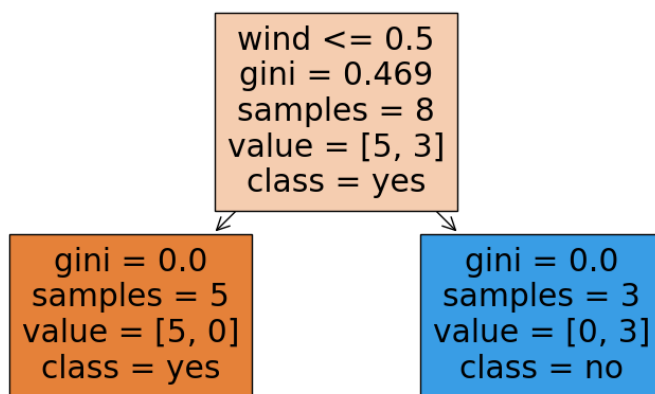 wind <= 0.5
gini = 0.469
samples = 8
value = [5, 3]
class = yes
gini = 0.0
samples = 5
value = [5, 0]
class = yes
gini = 0.0
samples = 3
value = [0, 3]
class = no